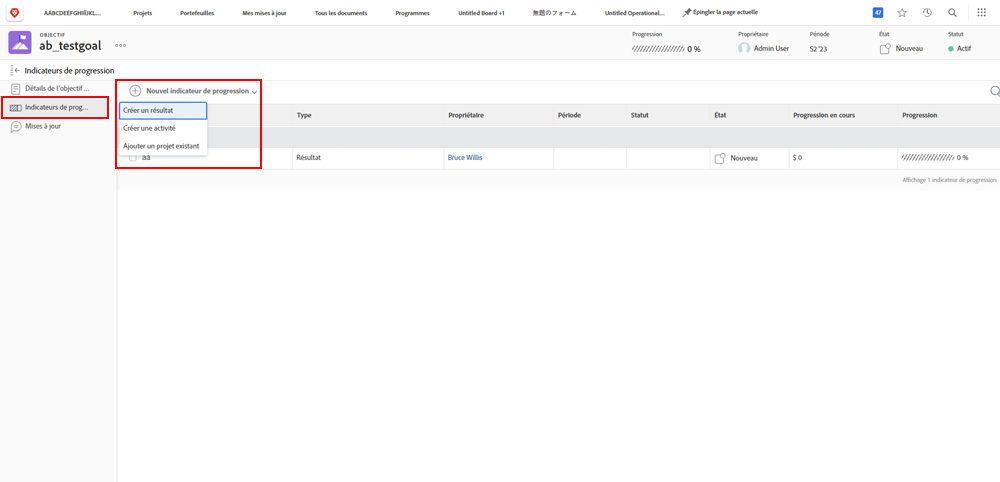 AÁBCDEÉFGHIÍJKL...
Projets
Portefeuilles
Mes mises à jour
Tous les documents
Programmes
Untitled Board +1
無題のフォーム
Untitled Operational...
Épingler la page actuelle
47
OBJECTIF
ab_testgoal
Progression
0 %
Propriétaire
Admin User
Période
S2 '23
État
Nouveau
Statut
Actif
Indicateurs de progression
Détails de l'objectif ...
Indicateurs de prog...
Mises à jour
Nouvel indicateur de progression
Créer un résultat
Créer une activité
Ajouter un projet existant
Type
Propriétaire
Période
Statut
État
Progression en cours
Progression
aa
Résultat
Bruce Willis
Nouveau
$ 0
0 %
Affichage 1 indicateur de progression